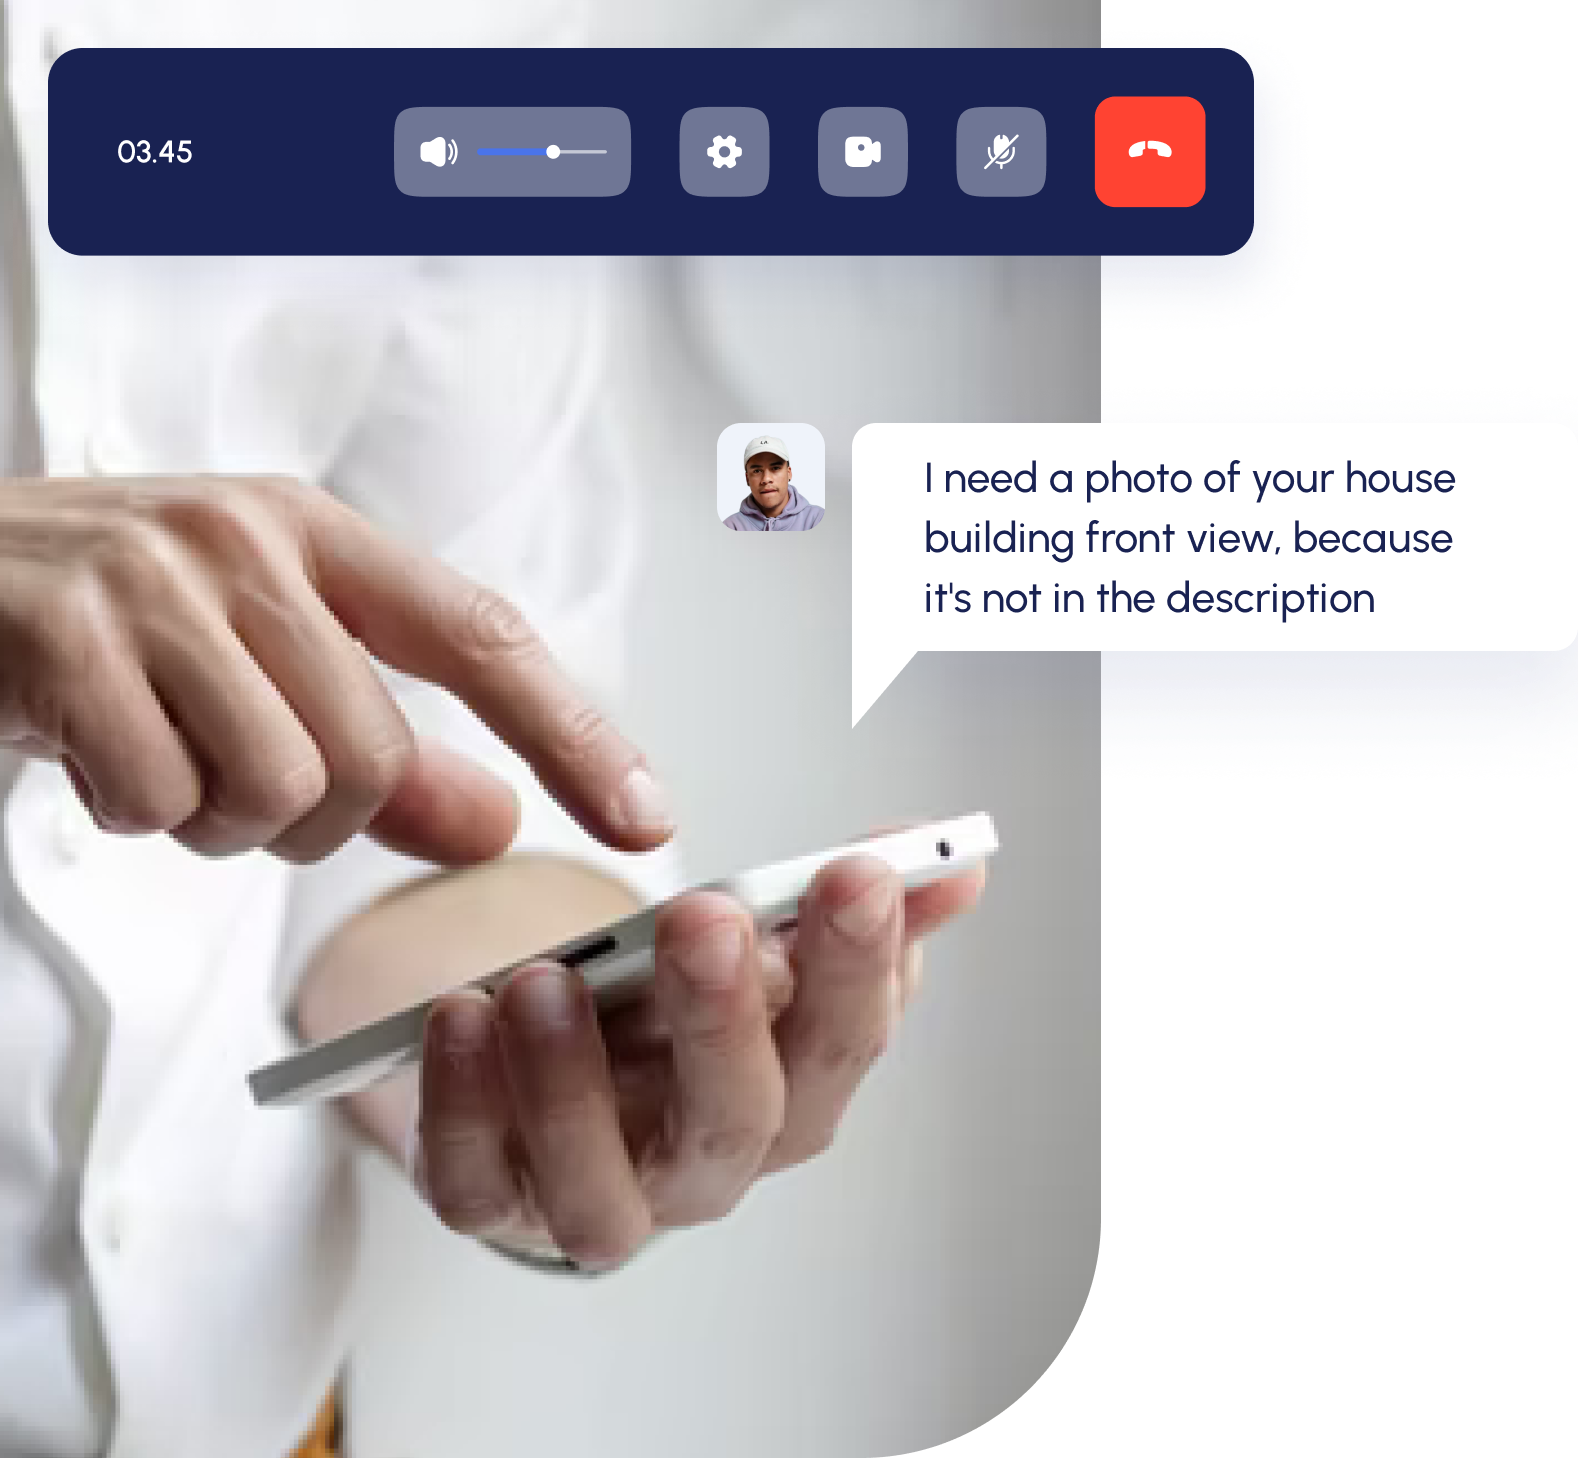 03.45
I need a photo of your house
building front view, because
it's not in the description